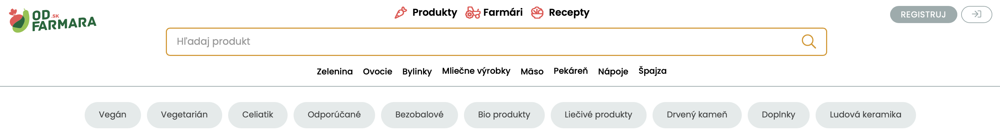 OD.SK
FARMARA
Produkty Farmári Recepty
REGISTRUJ
Hľadaj produkt
Zelenina Ovocie Bylinky Mliečne výrobky Mäso Pekáreň Nápoje Špajza
Vegán Vegetarián Celiatik Odporúčané Bezobalové Bio produkty Liečivé produkty Drvený kameň Doplnky Ludová keramika